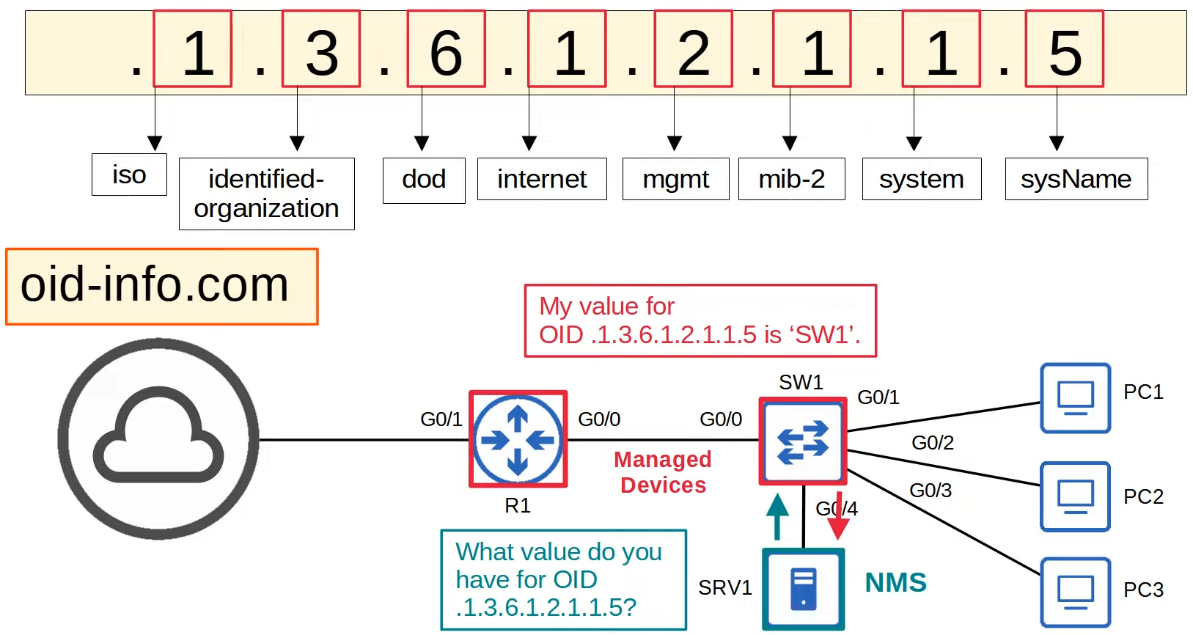 . 1 . 3 . 6 . 1 . 2 . 1 . 1 . 5
iso
identified-
organization
dod
internet
mgmt
mib-2
system
sysName
oid-info.com
My value for
OID .1.3.6.1.2.1.1.5 is ‘SW1’.
SW1
G0/1
PC1
G0/1
G0/0
G0/0
G0/2
Managed
Devices
G0/3
R1
PC2
G0/4
What value do you
have for OID
.1.3.6.1.2.1.1.5?
SRV1
NMS
PC3